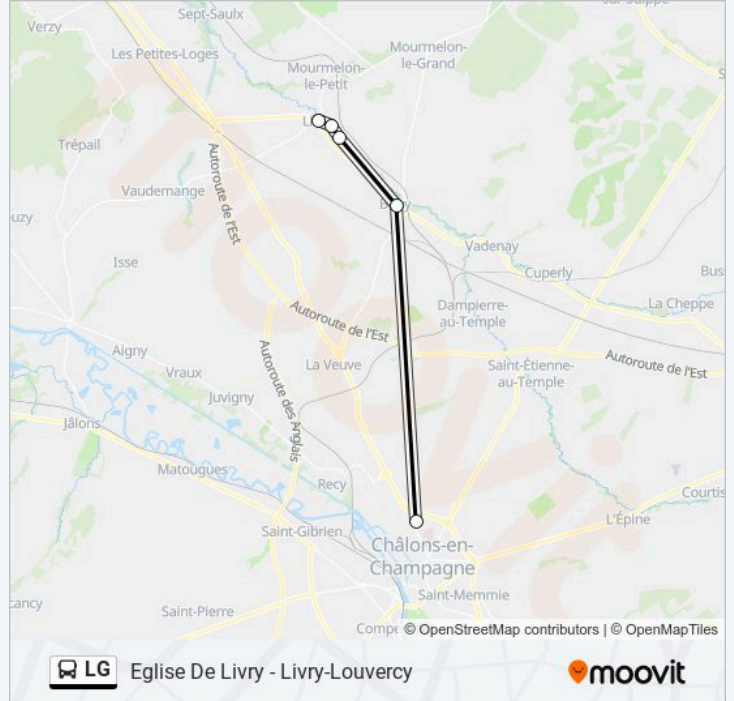 Sept-Saulx
Verzy
Mourmelon-
le-Grand
Les Petites-Loges
Mourmelon-
le-Petit
Trépail
Autoroute de l'Est
Vaudemange
Isse
Vadenay
Cuperly
Bus
Dampierre-
au-Temple
La Cheppe
Autoroute de l'Est
Aigny
La Veuve
Saint-Étienne-
au-Temple
Autoroute de l'Est
Vraux
Autoroute des Anglais
Juvigny
Jâlons
Matougues
Recy
Courtis
L'Épine
Saint-Gibrien
Châlons-en-
Champagne
Saint-Memmie
Saint-Pierre
© OpenStreetMap contributors | © OpenMapTiles
LG Eglise De Livry - Livry-Louvercy
moovit